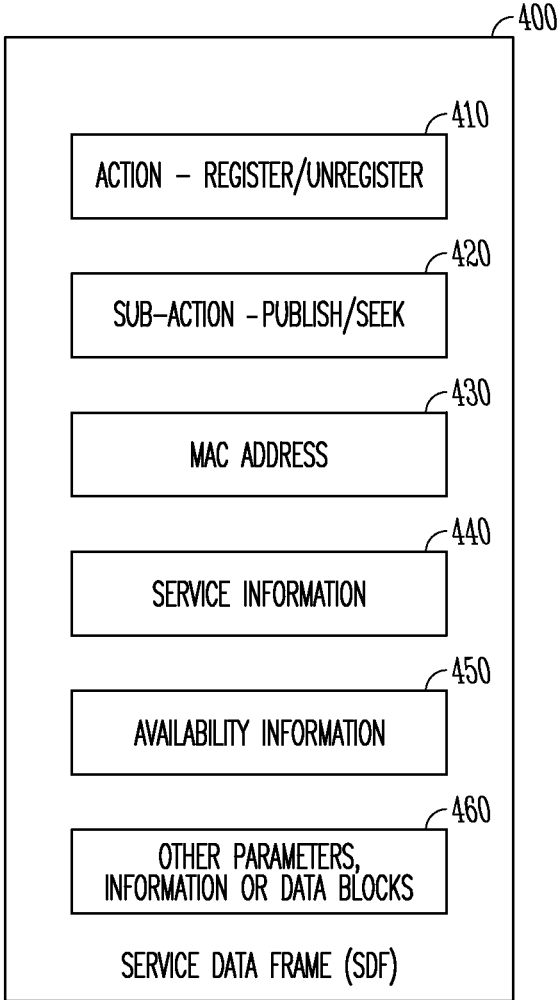 400
410
ACTION - REGISTER/UNREGISTER
420
SUB-ACTION - PUBLISH/SEEK
430
MAC ADDRESS
440
SERVICE INFORMATION
450
AVAILABILITY INFORMATION
460
OTHER PARAMETERS,
INFORMATION OR DATA BLOCKS
SERVICE DATA FRAME (SDF)